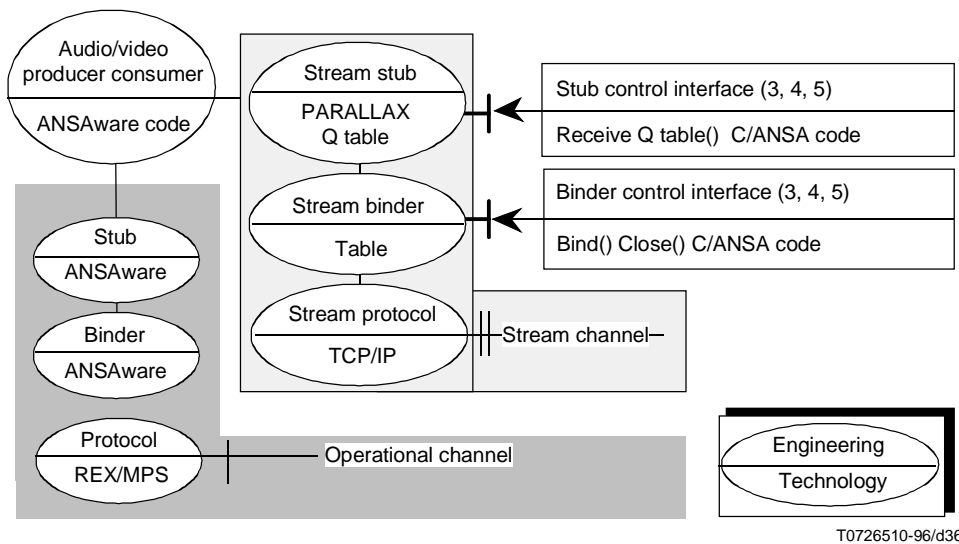 Audio/video
producer consumer
ANSAware code
Stream stub
PARALLAX
Q table
Stub control interface (3, 4, 5)
Receive Q table() C/ANSA code
Stream binder
Table
Binder control interface (3, 4, 5)
Bind() Close() C/ANSA code
Stub
ANSAware
Stream protocol
TCP/IP
Stream channel
Binder
ANSAware
Protocol
REX/MPS
Operational channel
Engineering
Technology
T0726510-96/d36